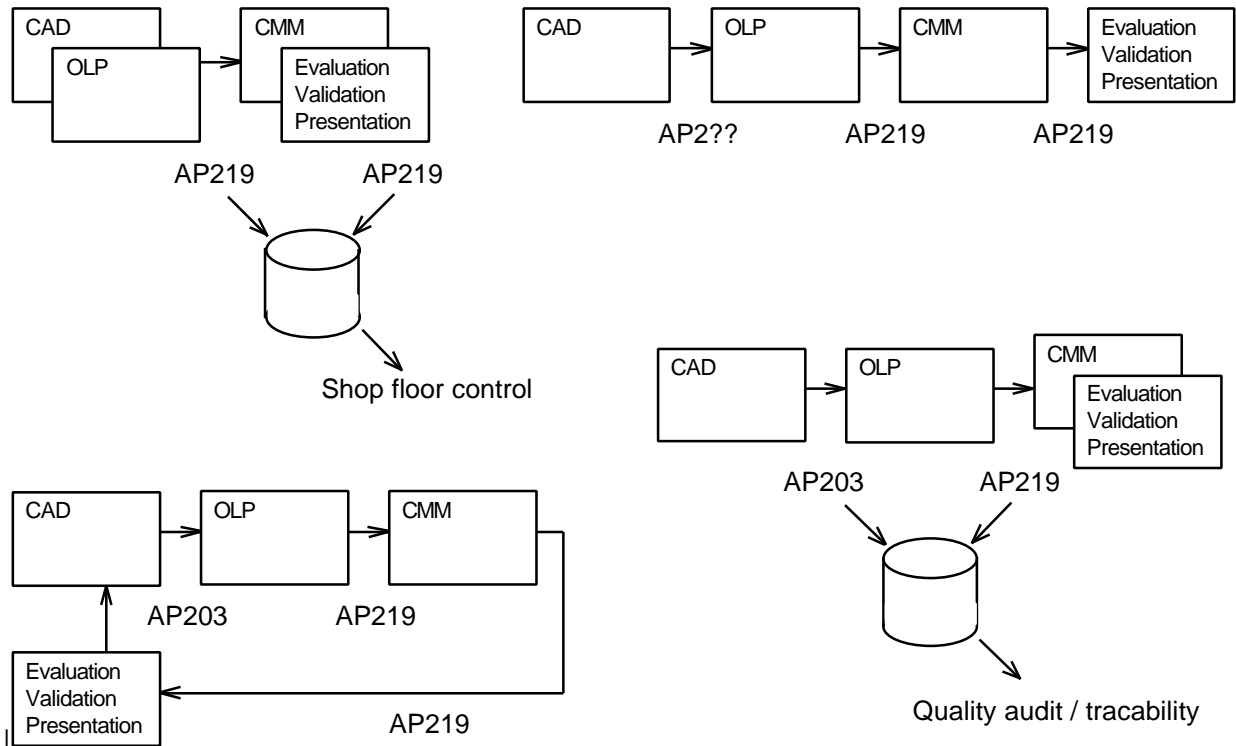 CAD
OLP
CMM
Evaluation
Validation
Presentation
AP219
AP219
Shop floor control
CAD
OLP
CMM
Evaluation
Validation
Presentation
AP2??
AP219
AP219
CAD
OLP
CMM
AP203
AP219
Evaluation
Validation
Presentation
AP219
CAD
OLP
CMM
Evaluation
Validation
Presentation
AP203
AP219
Quality audit / tracability